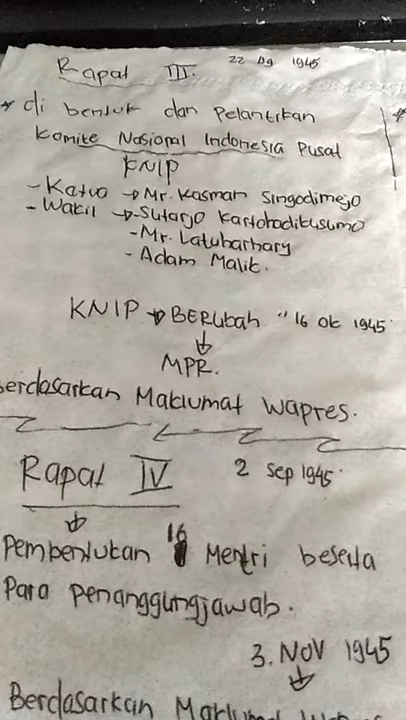 Rapat III. 22 Ag 1945
* di bentuk dan Pelantikan
Komite Nasional Indonesia Pusat
KNIP
- Ketua → Mr. Kasman Singodimejo
- Wakil → Sutarjo Kartohadikusumo
- Mr. Latuharhary
- Adam Malik.
KNIP → BERUbah "16 Ok 1945
↓
MPR.
Berdasarkan Maklumat Wapres.
Rapat IV 2 Sep 1945
↓
Pembentukan 16 Mentri beserta
Para penanggungjawab.
3. NOV 1945
↓
Berdasarkan